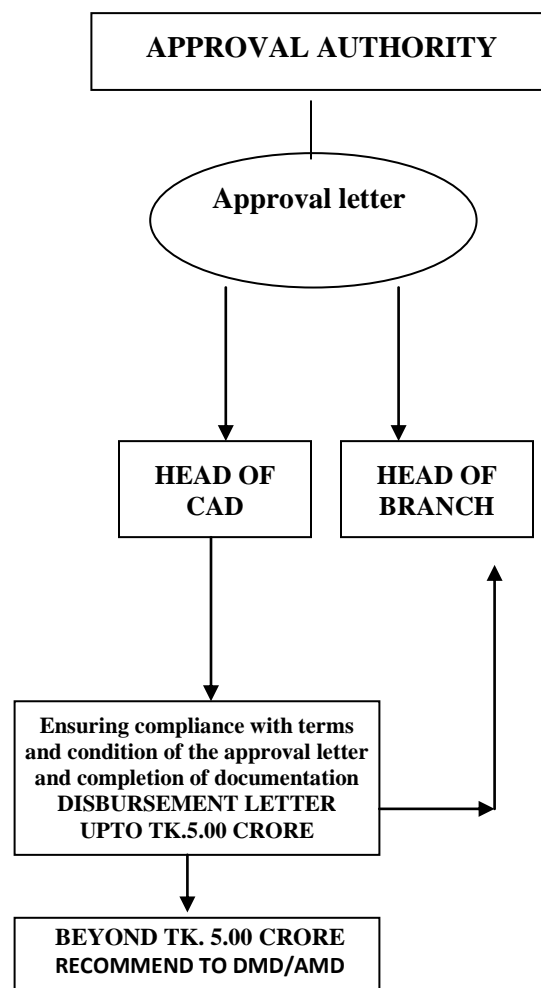 APPROVAL AUTHORITY
Approval letter
HEAD OF
CAD
HEAD OF
BRANCH
Ensuring compliance with terms
and condition of the approval letter
and completion of documentation
DISBURSEMENT LETTER
UPTO TK.5.00 CRORE
BEYOND TK. 5.00 CRORE
RECOMMEND TO DMD/AMD